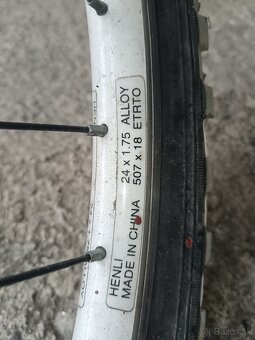 24 x 1.75 ALLOY
507 x 18 ETRTO
HENLI
MADE IN CHINA